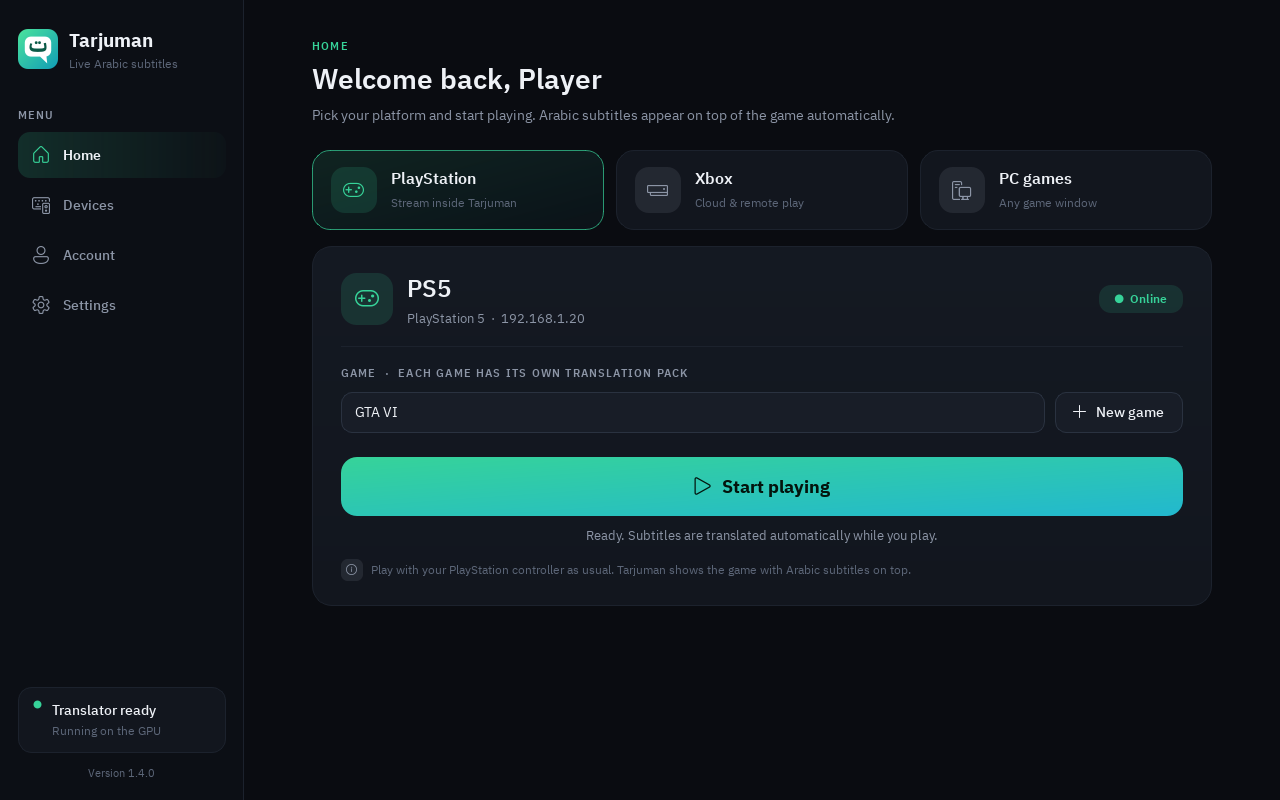 Tarjuman
Live Arabic subtitles
MENU
Home
Devices
Account
Settings
Translator ready
Running on the GPU
Version 1.4.0
HOME
Welcome back, Player
Pick your platform and start playing. Arabic subtitles appear on top of the game automatically.
PlayStation
Stream inside Tarjuman
Xbox
Cloud & remote play
PC games
Any game window
PS5
PlayStation 5 · 192.168.1.20
Online
GAME · EACH GAME HAS ITS OWN TRANSLATION PACK
GTA VI
New game
Start playing
Ready. Subtitles are translated automatically while you play.
Play with your PlayStation controller as usual. Tarjuman shows the game with Arabic subtitles on top.